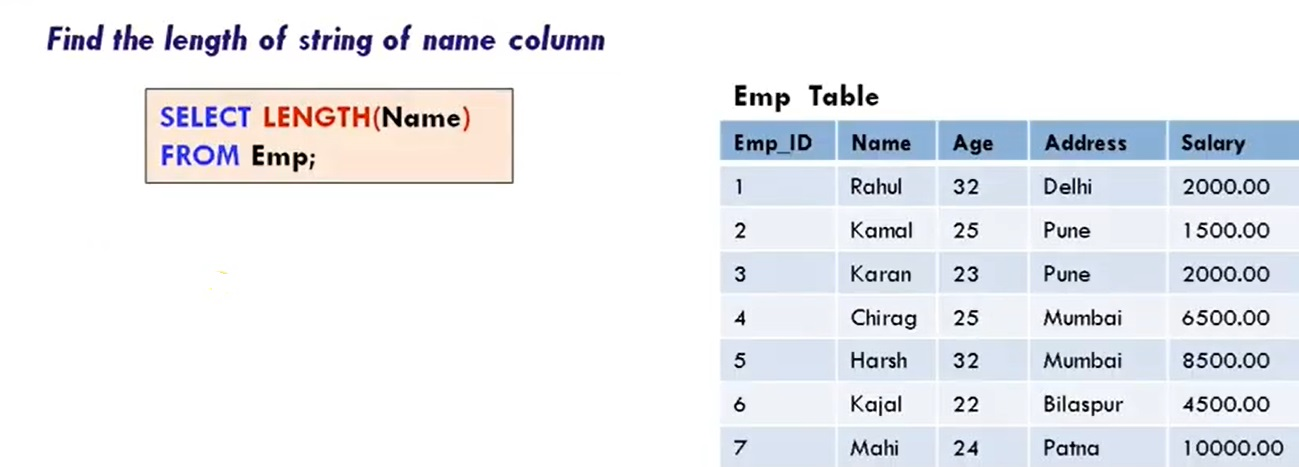 Find the length of string of name column
SELECT LENGTH(Name)
FROM Emp;
Emp Table
Emp_ID Name Age Address Salary
1 Rahul 32 Delhi 2000.00
2 Kamal 25 Pune 1500.00
3 Karan 23 Pune 2000.00
4 Chirag 25 Mumbai 6500.00
5 Harsh 32 Mumbai 8500.00
6 Kajal 22 Bilaspur 4500.00
7 Mahi 24 Patna 10000.00